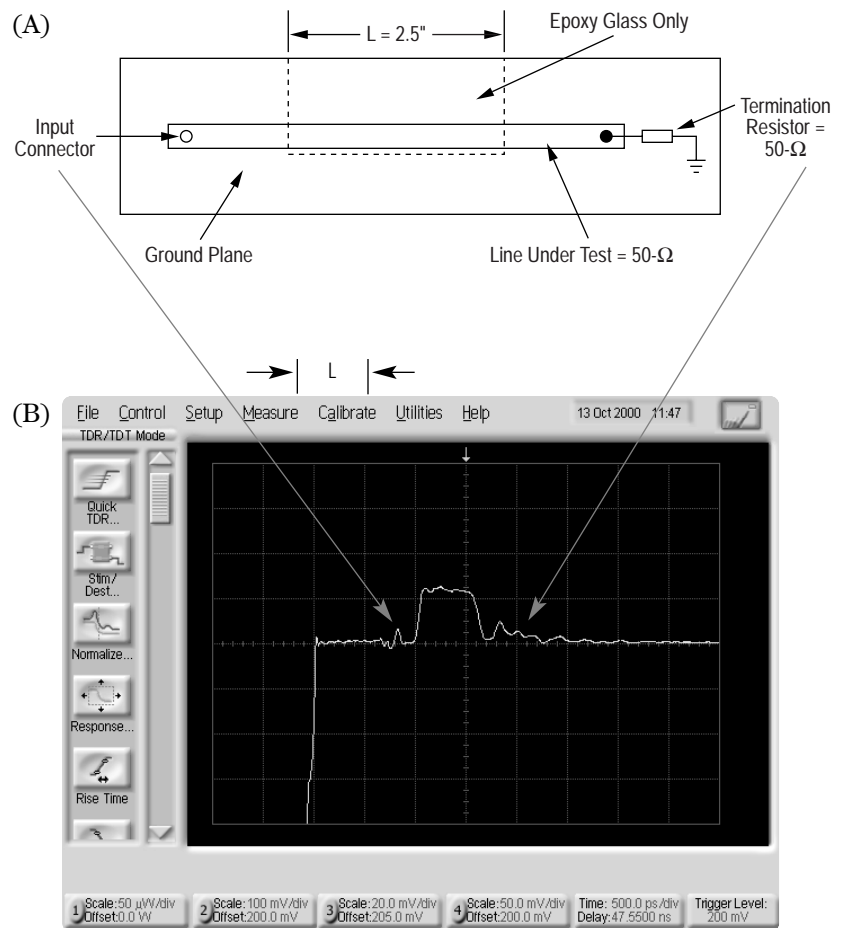 (A)
L = 2.5"
Epoxy Glass Only
Input
Connector
Termination
Resistor =
50-Ω
Ground Plane
Line Under Test = 50-Ω
L
(B)
File Control Setup Measure Calibrate Utilities Help 13 Oct 2000 11:47
TDR/TDT Mode
Quick
TDR...
Stim/
Dest...
Normalize...
Response...
Rise Time
1 Scale:50 µW/div
Offset:0.0 W
2 Scale:100 mV/div
Offset:200.0 mV
3 Scale:20.0 mV/div
Offset:205.0 mV
4 Scale:50.0 mV/div
Offset:200.0 mV
Time: 500.0 ps/div
Delay:47.5500 ns
Trigger Level:
200 mV